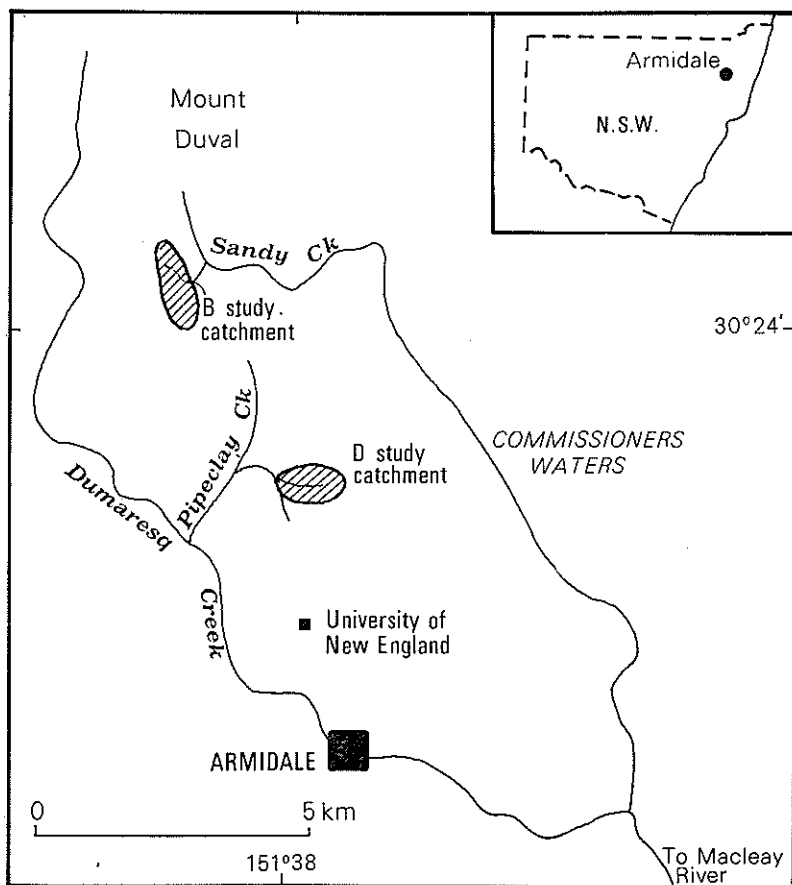 Armidale
N.S.W.
Mount
Duval
Sandy Ck
B study
catchment
30°24'
Pipeclay Ck
D study
catchment
COMMISSIONERS
WATERS
Dumaresq
Creek
University of
New England
ARMIDALE
0 5 km
151°38
To Macleay
River